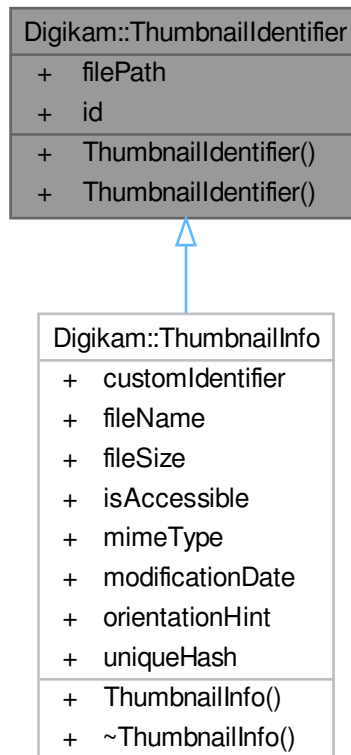 Digikam::ThumbnailIdentifier
+ filePath
+ id
+ ThumbnailIdentifier()
+ ThumbnailIdentifier()
Digikam::ThumbnailInfo
+ customIdentifier
+ fileName
+ fileSize
+ isAccessible
+ mimeType
+ modificationDate
+ orientationHint
+ uniqueHash
+ ThumbnailInfo()
+ ~ThumbnailInfo()